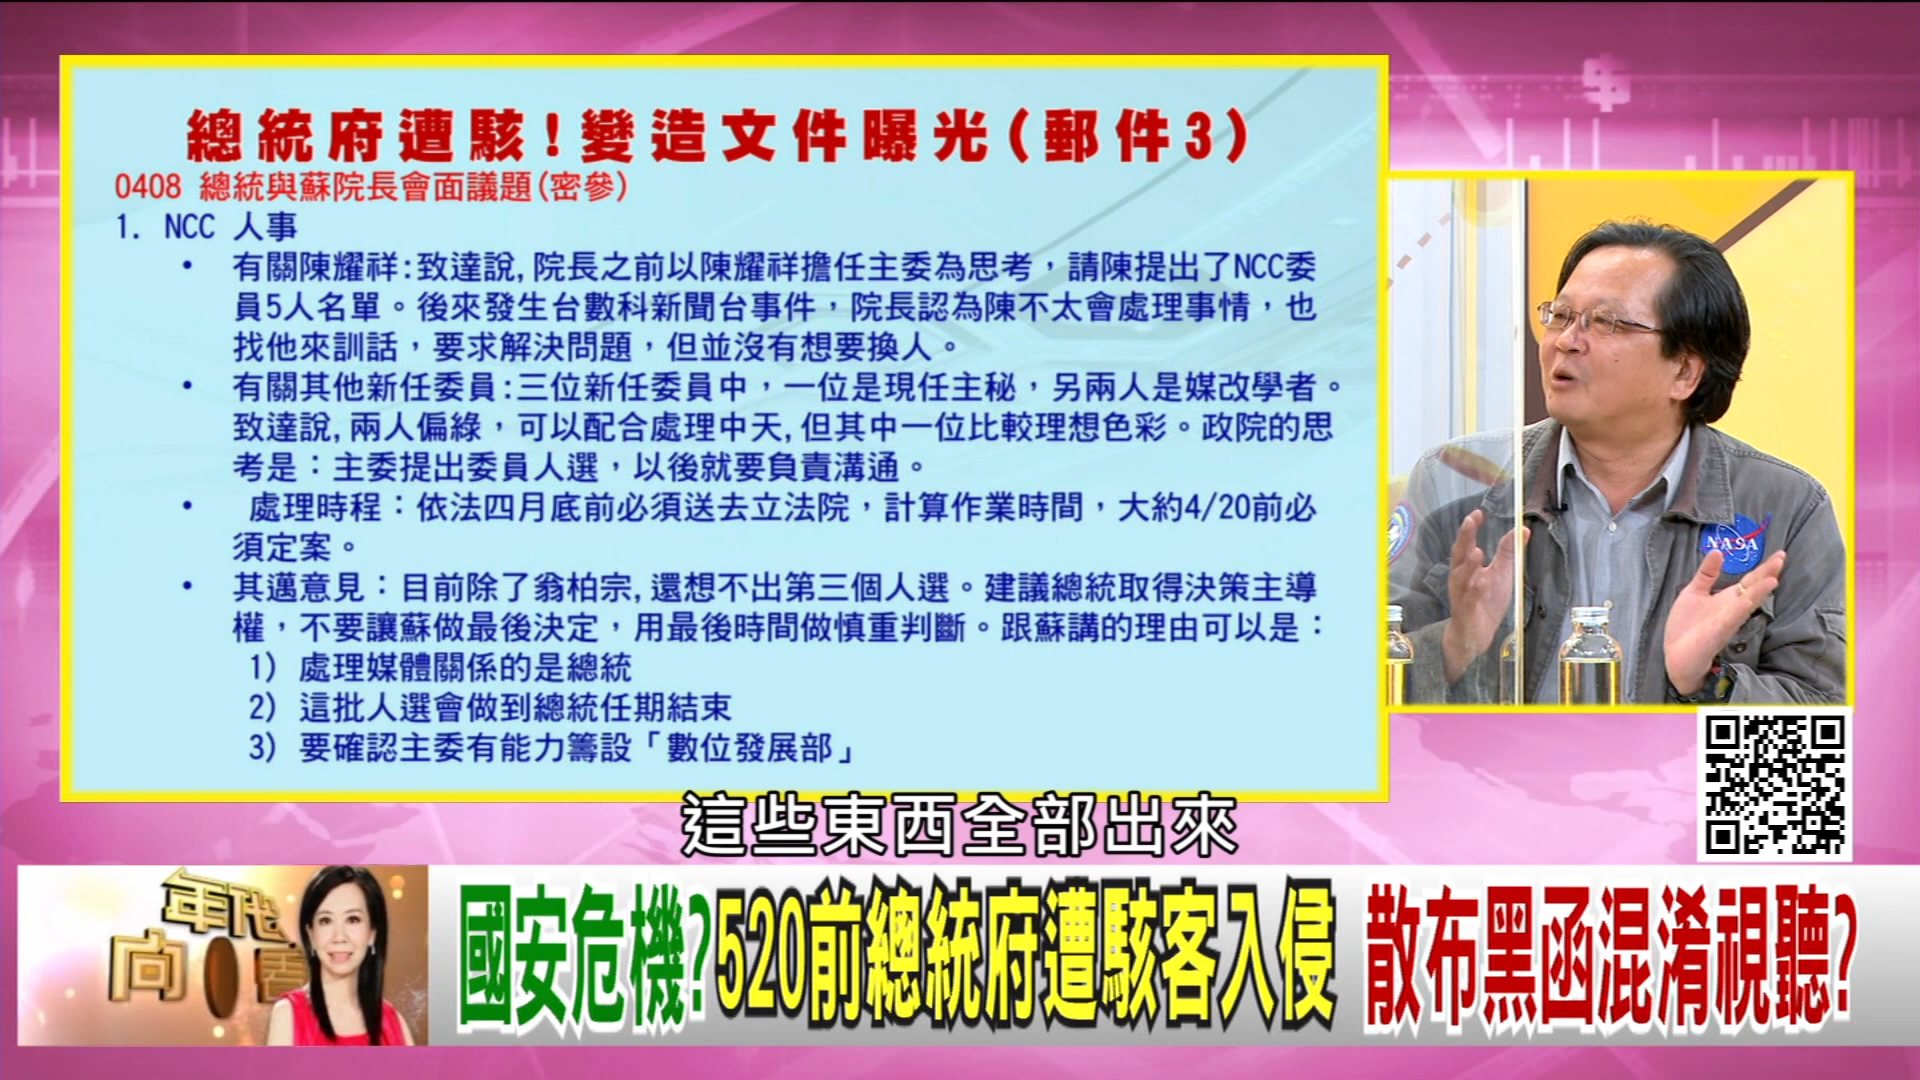 總統府遭駭!變造文件曝光(郵件3)
0408 總統與蘇院長會面議題(密參)
1. NCC 人事
• 有關陳耀祥:致達說,院長之前以陳耀祥擔任主委為思考，請陳提出了NCC委
員5人名單。後來發生台數科新聞台事件，院長認為陳不太會處理事情，也
找他來訓話，要求解決問題，但並沒有想要換人。
• 有關其他新任委員:三位新任委員中，一位是現任主秘，另兩人是媒改學者。
致達說,兩人偏綠，可以配合處理中天,但其中一位比較理想色彩。政院的思
考是：主委提出委員人選，以後就要負責溝通。
• 處理時程：依法四月底前必須送去立法院，計算作業時間，大約4/20前必
須定案。
• 其邁意見：目前除了翁柏宗,還想不出第三個人選。建議總統取得決策主導
權，不要讓蘇做最後決定，用最後時間做慎重判斷。跟蘇講的理由可以是：
1) 處理媒體關係的是總統
2) 這批人選會做到總統任期結束
3) 要確認主委有能力籌設「數位發展部」
NASA
這些東西全部出來
年代
向
國安危機?520前總統府遭駭客入侵 散布黑函混淆視聽?